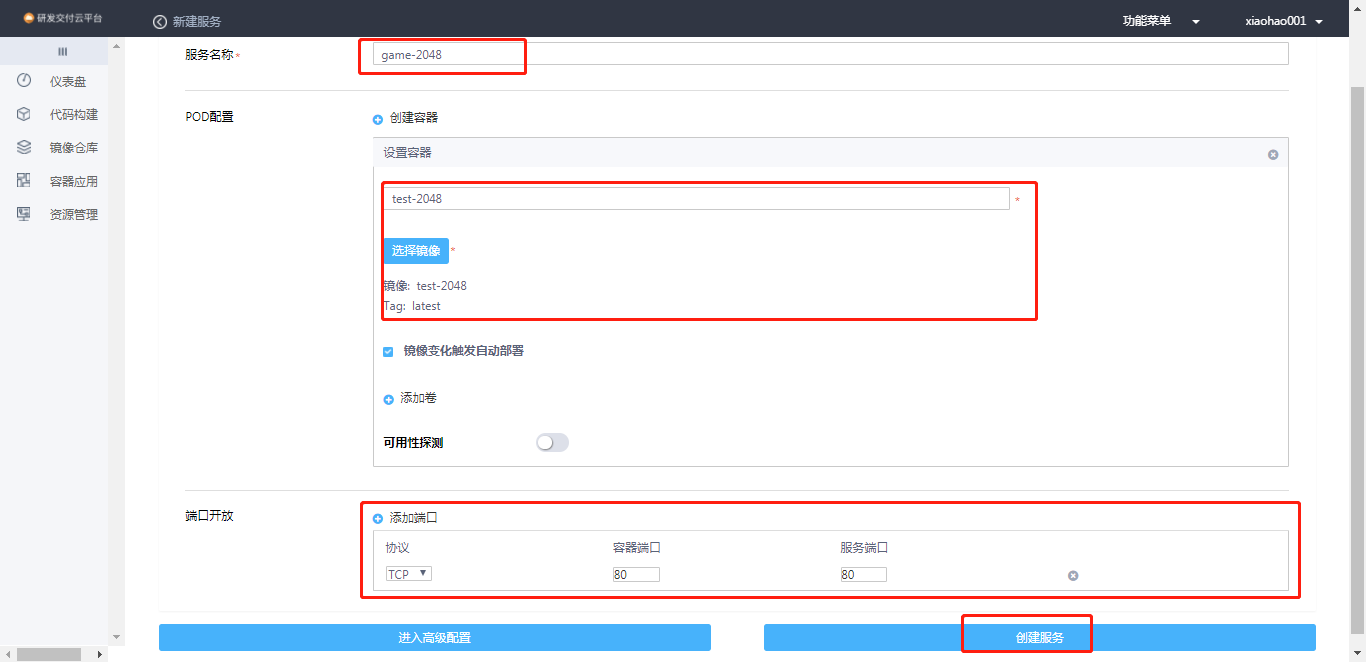 研发交付云平台
新建服务
功能菜单
xiaohao001
仪表盘
代码构建
镜像仓库
容器应用
资源管理
服务名称*
game-2048
POD配置
创建容器
设置容器
test-2048
*
选择镜像*
镜像: test-2048
Tag: latest
镜像变化触发自动部署
添加卷
可用性探测
端口开放
添加端口
协议 容器端口 服务端口
TCP 80 80
进入高级配置
创建服务